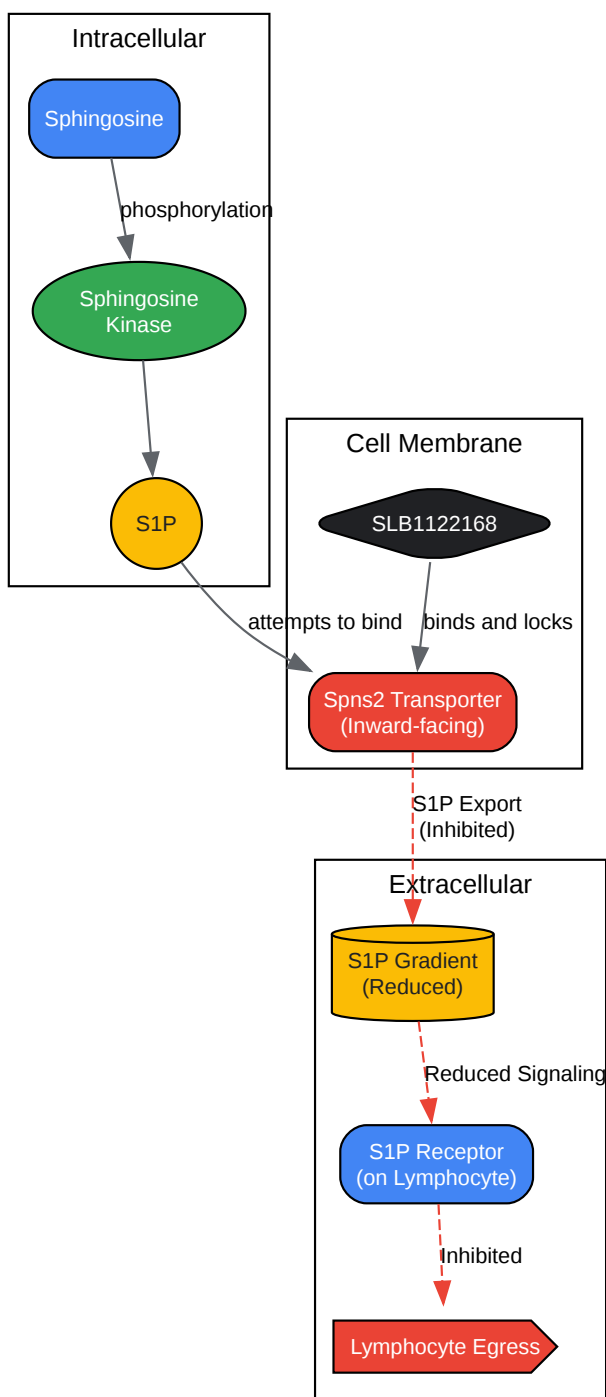 Intracellular
Sphingosine
phosphorylation
Sphingosine
Kinase
S1P
Cell Membrane
SLB1122168
attempts to bind
binds and locks
Spns2 Transporter
(Inward-facing)
S1P Export
(Inhibited)
Extracellular
S1P Gradient
(Reduced)
Reduced Signaling
S1P Receptor
(on Lymphocyte)
Inhibited
Lymphocyte Egress